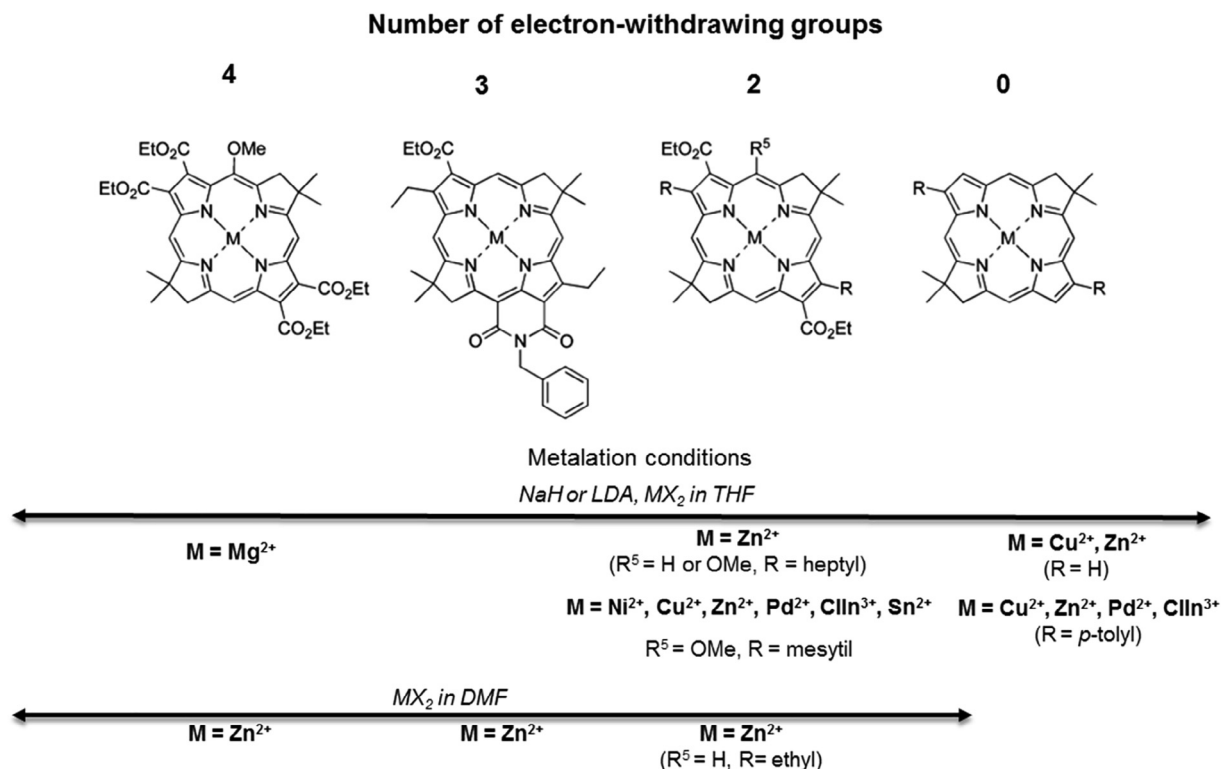 Number of electron-withdrawing groups
4
3
2
0
EtO₂C
OMe
EtO₂C
N
N
M
N
N
CO₂Et
CO₂Et
EtO₂C
N
N
M
N
N
O
N
O
EtO₂C
R⁵
R
N
N
M
N
N
R
CO₂Et
R
N
N
M
N
N
R
Metalation conditions
NaH or LDA, MX₂ in THF
M = Mg²⁺
M = Zn²⁺
(R⁵ = H or OMe, R = heptyl)
M = Ni²⁺, Cu²⁺, Zn²⁺, Pd²⁺, ClIn³⁺, Sn²⁺
R⁵ = OMe, R = mesytil
M = Cu²⁺, Zn²⁺
(R = H)
M = Cu²⁺, Zn²⁺, Pd²⁺, ClIn³⁺
(R = p-tolyl)
MX₂ in DMF
M = Zn²⁺
M = Zn²⁺
M = Zn²⁺
(R⁵ = H, R= ethyl)